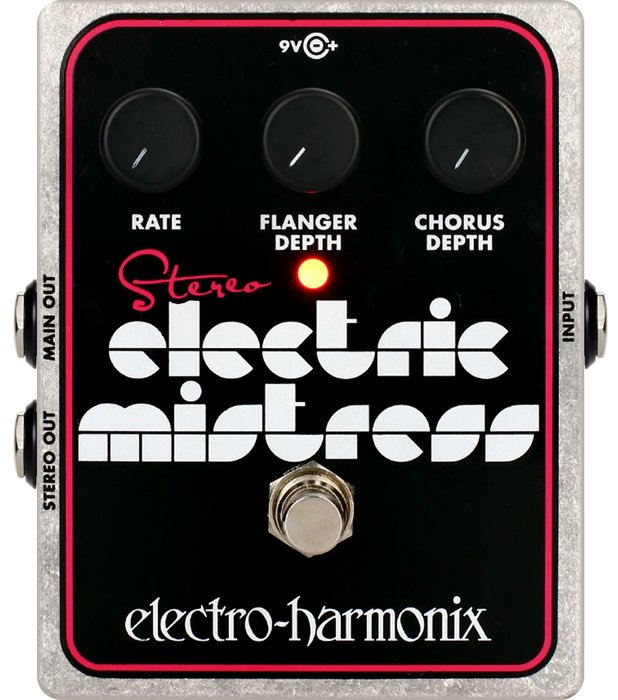 9V
RATE
FLANGER
DEPTH
CHORUS
DEPTH
Stereo
MAIN OUT
INPUT
electric
mistress
STEREO OUT
electro-harmonix